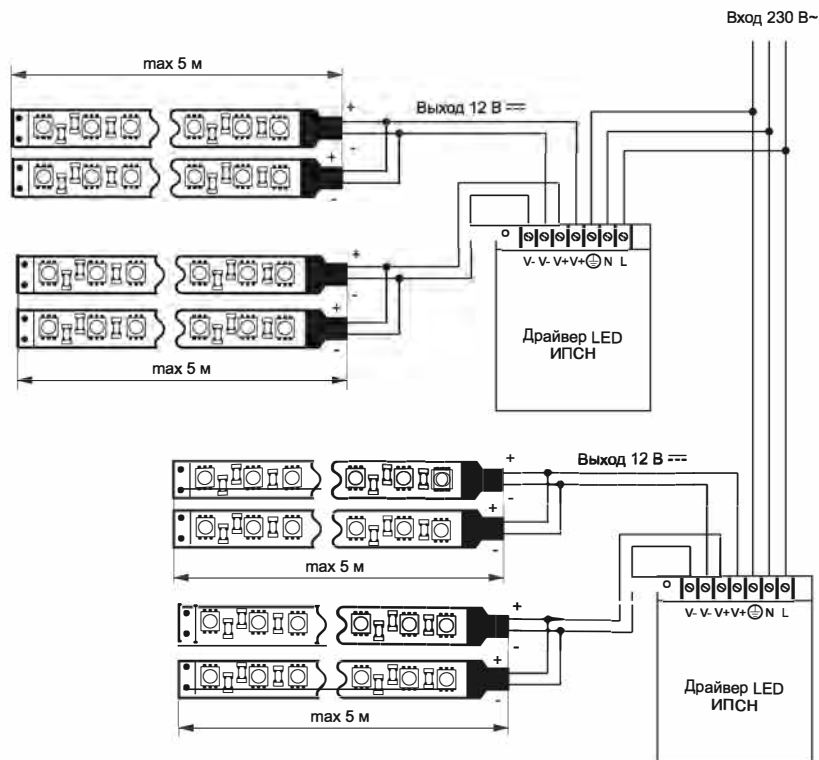 Вход 230 В~
max 5 м
Выход 12 В
+
-
+
-
V- V- V+ V+ N L
+
-
+
-
Драйвер LED
ИПСН
max 5 м
Выход 12 В
+
-
+
-
max 5 м
V- V- V+ V+ N L
+
-
+
-
Драйвер LED
ИПСН
max 5 м